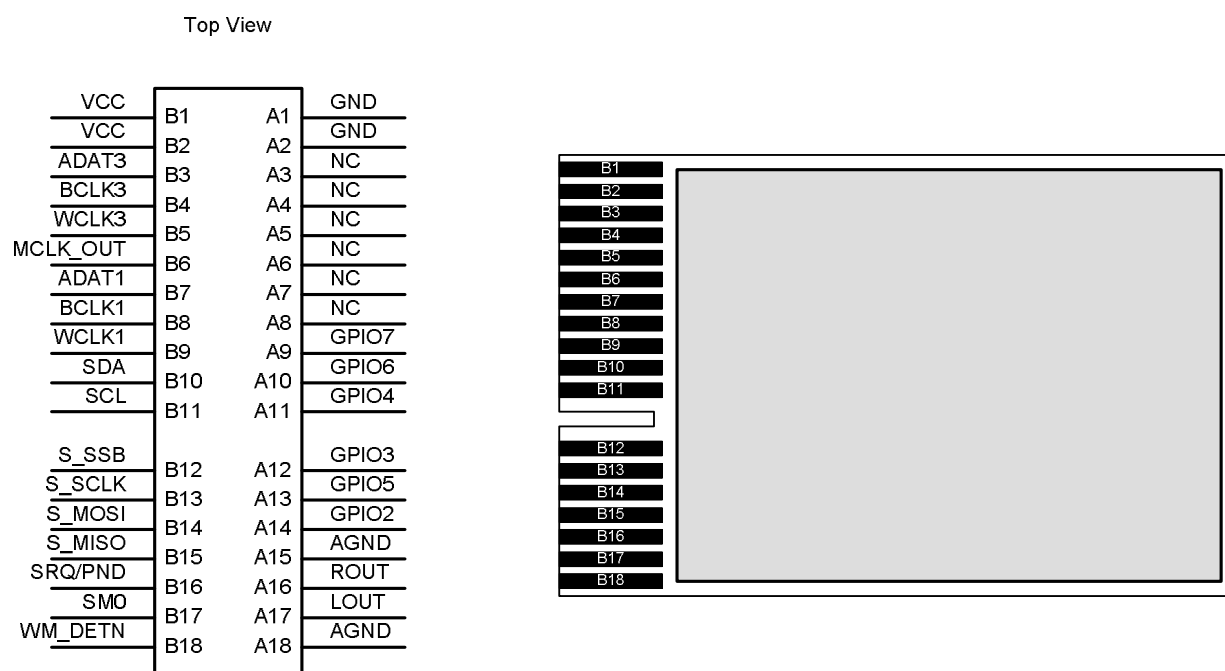 Top View
VCC B1 A1 GND
VCC B2 A2 GND
ADAT3 B3 A3 NC
BCLK3 B4 A4 NC
WCLK3 B5 A5 NC
MCLK_OUT B6 A6 NC
ADAT1 B7 A7 NC
BCLK1 B8 A8 NC
WCLK1 B9 A9 GPIO7
SDA B10 A10 GPIO6
SCL B11 A11 GPIO4
S_SSB B12 A12 GPIO3
S_SCLK B13 A13 GPIO5
S_MOSI B14 A14 GPIO2
S_MISO B15 A15 AGND
SRQ/PND B16 A16 ROUT
SM0 B17 A17 LOUT
WM_DETN B18 A18 AGND
B1
B2
B3
B4
B5
B6
B7
B8
B9
B10
B11
B12
B13
B14
B15
B16
B17
B18